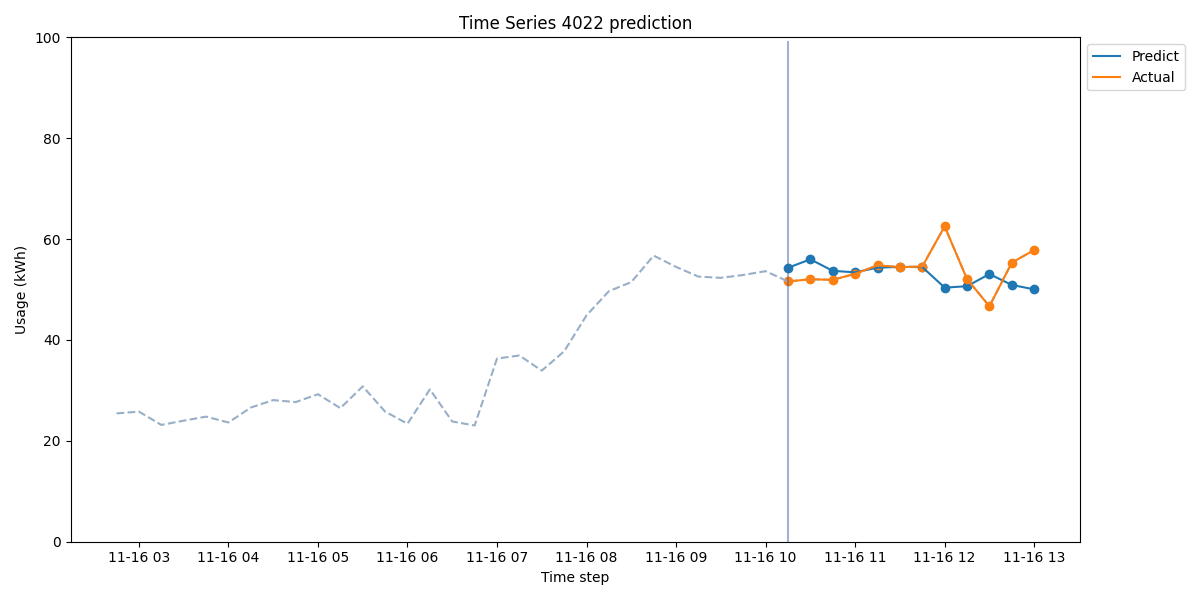 Time Series 4022 prediction
Predict
Actual
Usage (kWh)
100
80
60
40
20
0
11-16 03 11-16 04 11-16 05 11-16 06 11-16 07 11-16 08 11-16 09 11-16 10 11-16 11 11-16 12 11-16 13
Time step